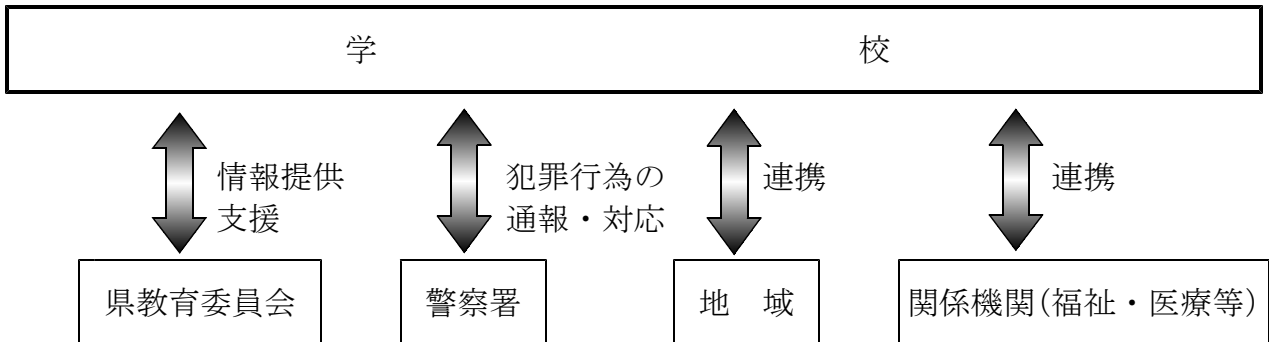 学　校
情報提供
支援
犯罪行為の
通報・対応
連携
連携
県教育委員会
警察署
地　域
関係機関(福祉・医療等)